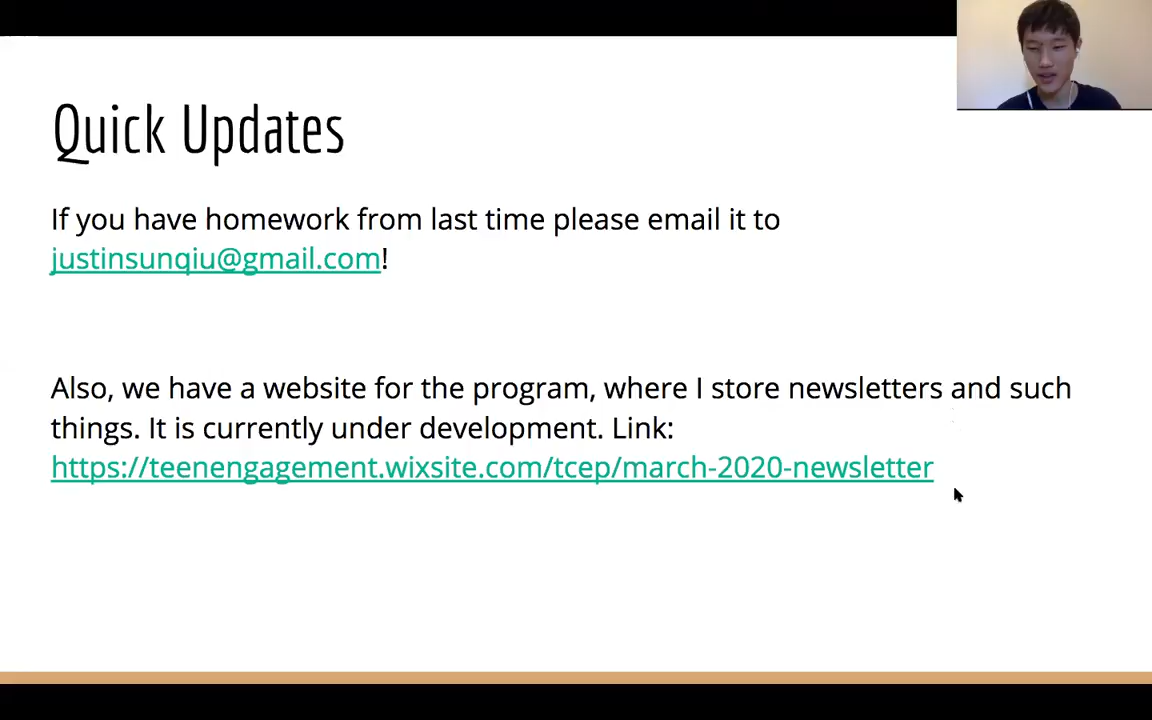 Quick Updates
If you have homework from last time please email it to
justinsunqiu@gmail.com!
Also, we have a website for the program, where I store newsletters and such
things. It is currently under development. Link:
https://teenengagement.wixsite.com/tcep/march-2020-newsletter